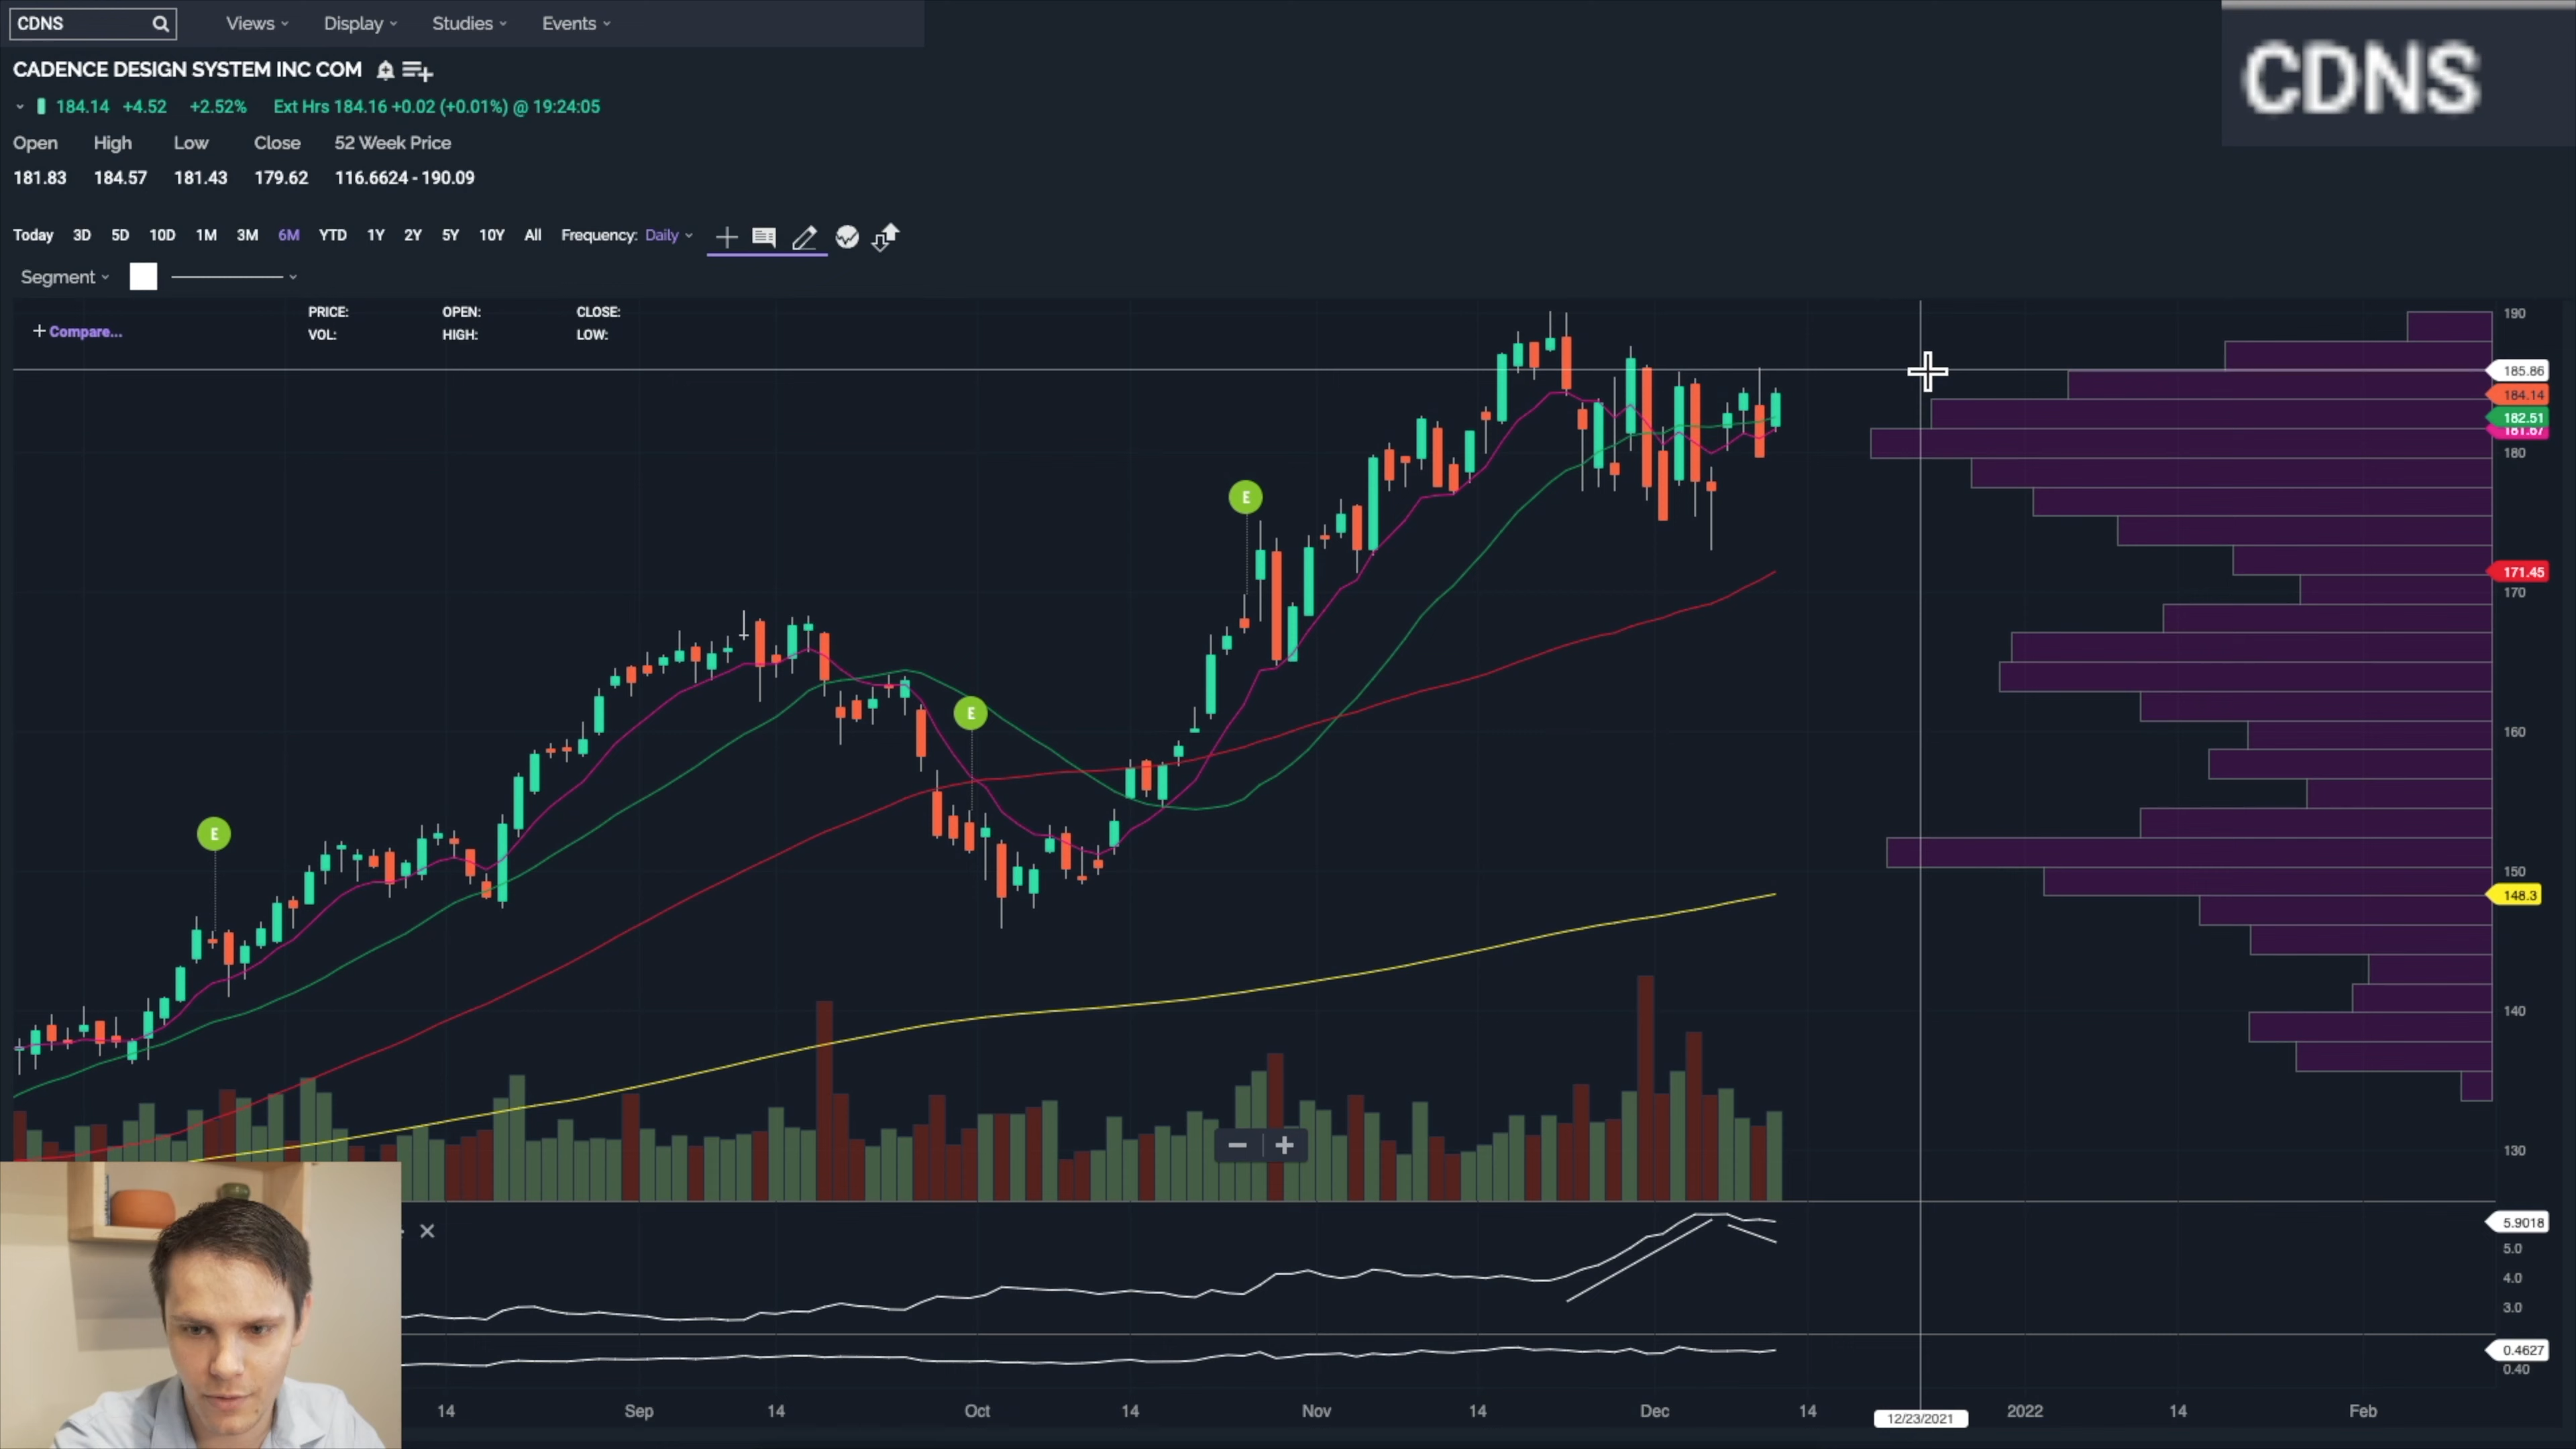 CDNS
Views
Display
Studies
Events
CDNS
CADENCE DESIGN SYSTEM INC COM
184.14 +4.52 +2.52% Ext Hrs 184.16 +0.02 (+0.01%) @ 19:24:05
Open High Low Close 52 Week Price
181.83 184.57 181.43 179.62 116.6624 - 190.09
Today 3D 5D 10D 1M 3M 6M YTD 1Y 2Y 5Y 10Y All Frequency: Daily
Segment
PRICE: OPEN: CLOSE:
+ Compare...
VOL: HIGH: LOW:
190
185.86
184.14
182.51
181.67
180
E
171.45
170
E
160
E
150
148.3
140
130
5.9018
5.0
4.0
3.0
0.4627
0.40
14 Sep 14 Oct 14 Nov 14 Dec 14 12/23/2021 2022 14 Feb